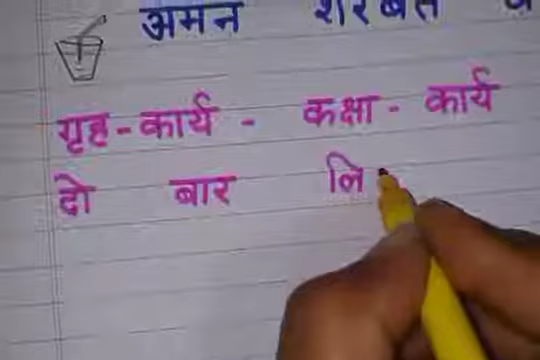 अमन शरबत
गृह-कार्य - कक्षा - कार्य
दो बार लि